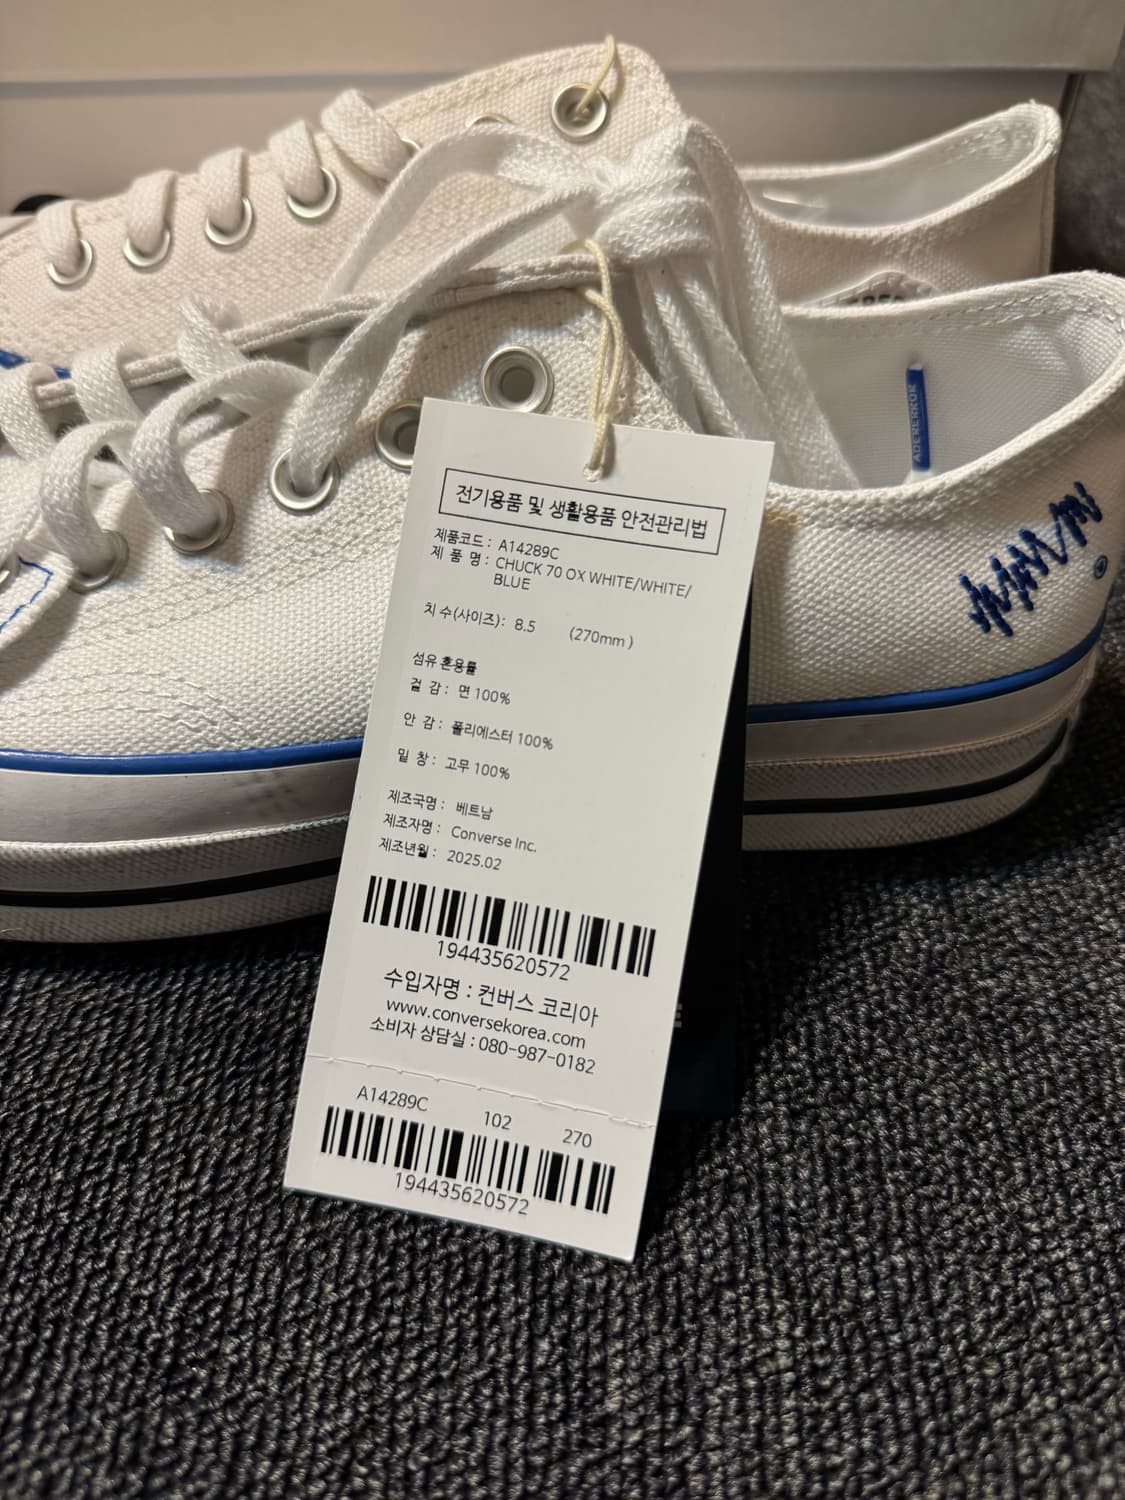 ADERERROR
®
전기용품 및 생활용품 안전관리법
제품코드 : A14289C
제 품 명 : CHUCK 70 OX WHITE/WHITE/
BLUE
치 수(사이즈) : 8.5 (270mm)
섬유 혼용률
겉 감 : 면 100%
안 감 : 폴리에스터 100%
밑 창 : 고무 100%
제조국명 : 베트남
제조자명 : Converse Inc.
제조년월 : 2025.02
194435620572
수입자명 : 컨버스 코리아
www.conversekorea.com
소비자 상담실 : 080-987-0182
A14289C 102 270
194435620572